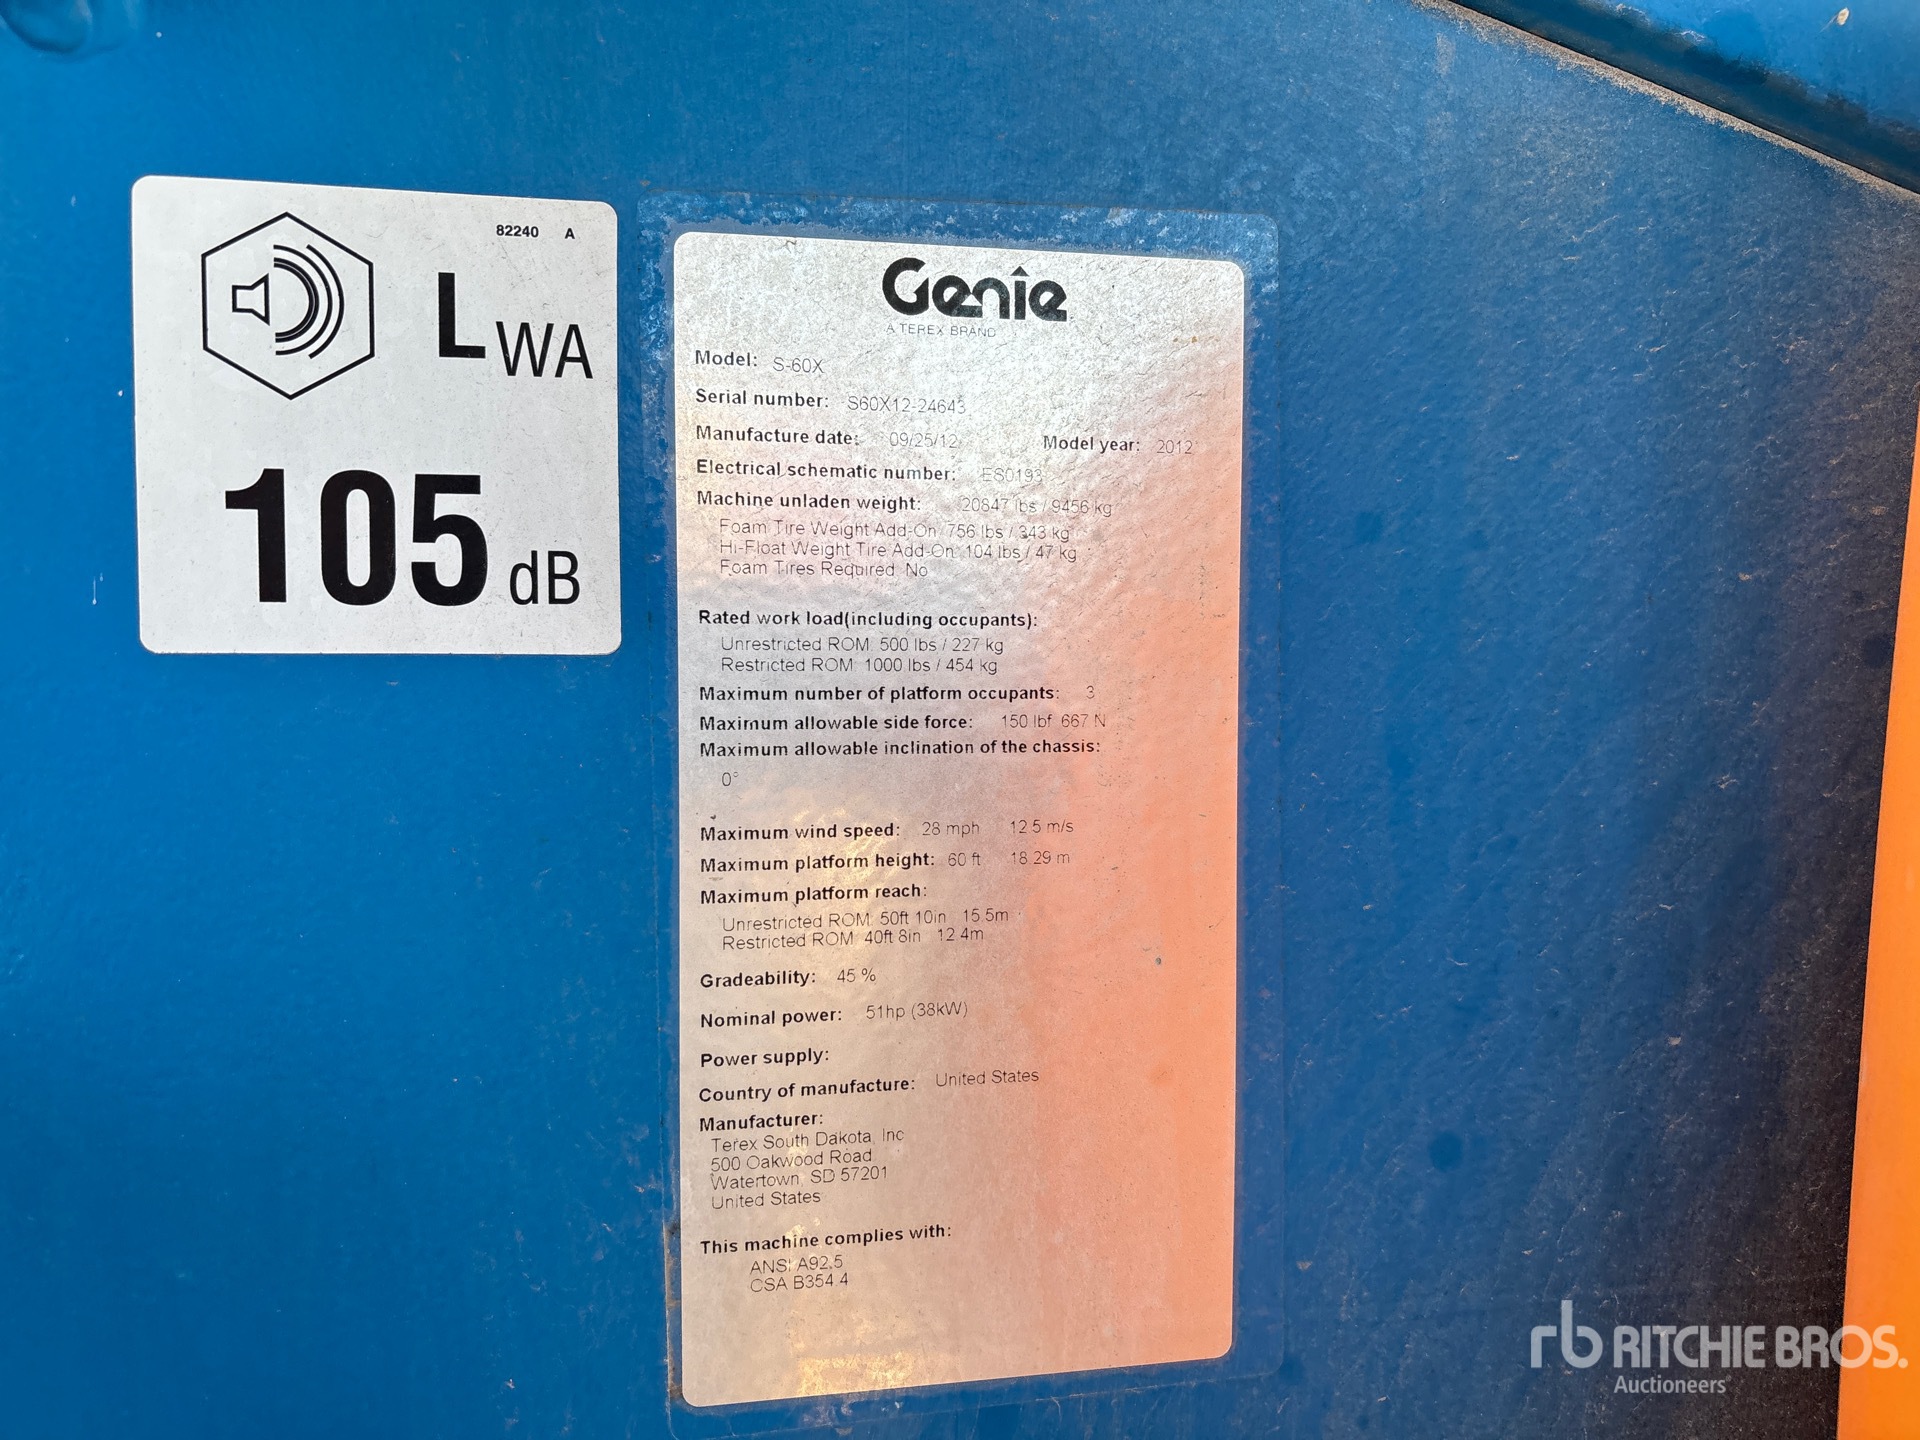 82240 A
LWA
105 dB
Genie
A TEREX BRAND
Model: S-60X
Serial number: S60X12-24643
Manufacture date: 09/25/12 Model year: 2012
Electrical schematic number: ES0193
Machine unladen weight: 20847 lbs / 9456 kg
Foam Tire Weight Add-On: 756 lbs / 343 kg
Hi-Float Weight Tire Add-On: 104 lbs / 47 kg
Foam Tires Required: No
Rated work load(including occupants):
Unrestricted ROM: 500 lbs / 227 kg
Restricted ROM: 1000 lbs / 454 kg
Maximum number of platform occupants: 3
Maximum allowable side force: 150 lbf 667 N
Maximum allowable inclination of the chassis:
0°
Maximum wind speed: 28 mph 12.5 m/s
Maximum platform height: 60 ft 18.29 m
Maximum platform reach:
Unrestricted ROM: 50ft 10in 15.5m
Restricted ROM: 40ft 8in 12.4m
Gradeability: 45 %
Nominal power: 51hp (38kW)
Power supply:
Country of manufacture: United States
Manufacturer:
Terex South Dakota, Inc
500 Oakwood Road
Watertown, SD 57201
United States
This machine complies with:
ANSI A92.5
CSA B354.4
rb RITCHIE BROS.
Auctioneers